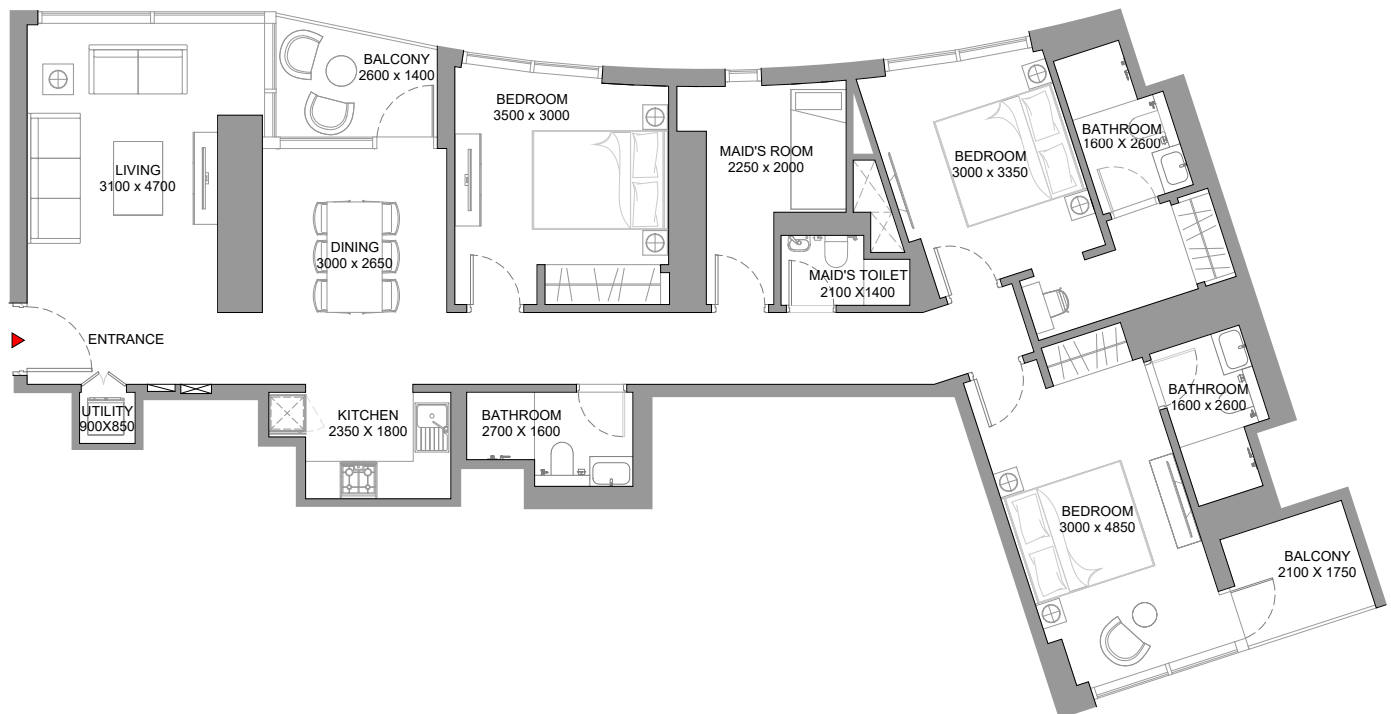 BALCONY
2600 x 1400
BEDROOM
3500 x 3000
LIVING
3100 x 4700
MAID'S ROOM
2250 x 2000
BEDROOM
3000 x 3350
BATHROOM
1600 X 2600
DINING
3000 x 2650
MAID'S TOILET
2100 X1400
ENTRANCE
UTILITY
900X850
KITCHEN
2350 X 1800
BATHROOM
2700 X 1600
BATHROOM
1600 x 2600
BEDROOM
3000 x 4850
BALCONY
2100 X 1750